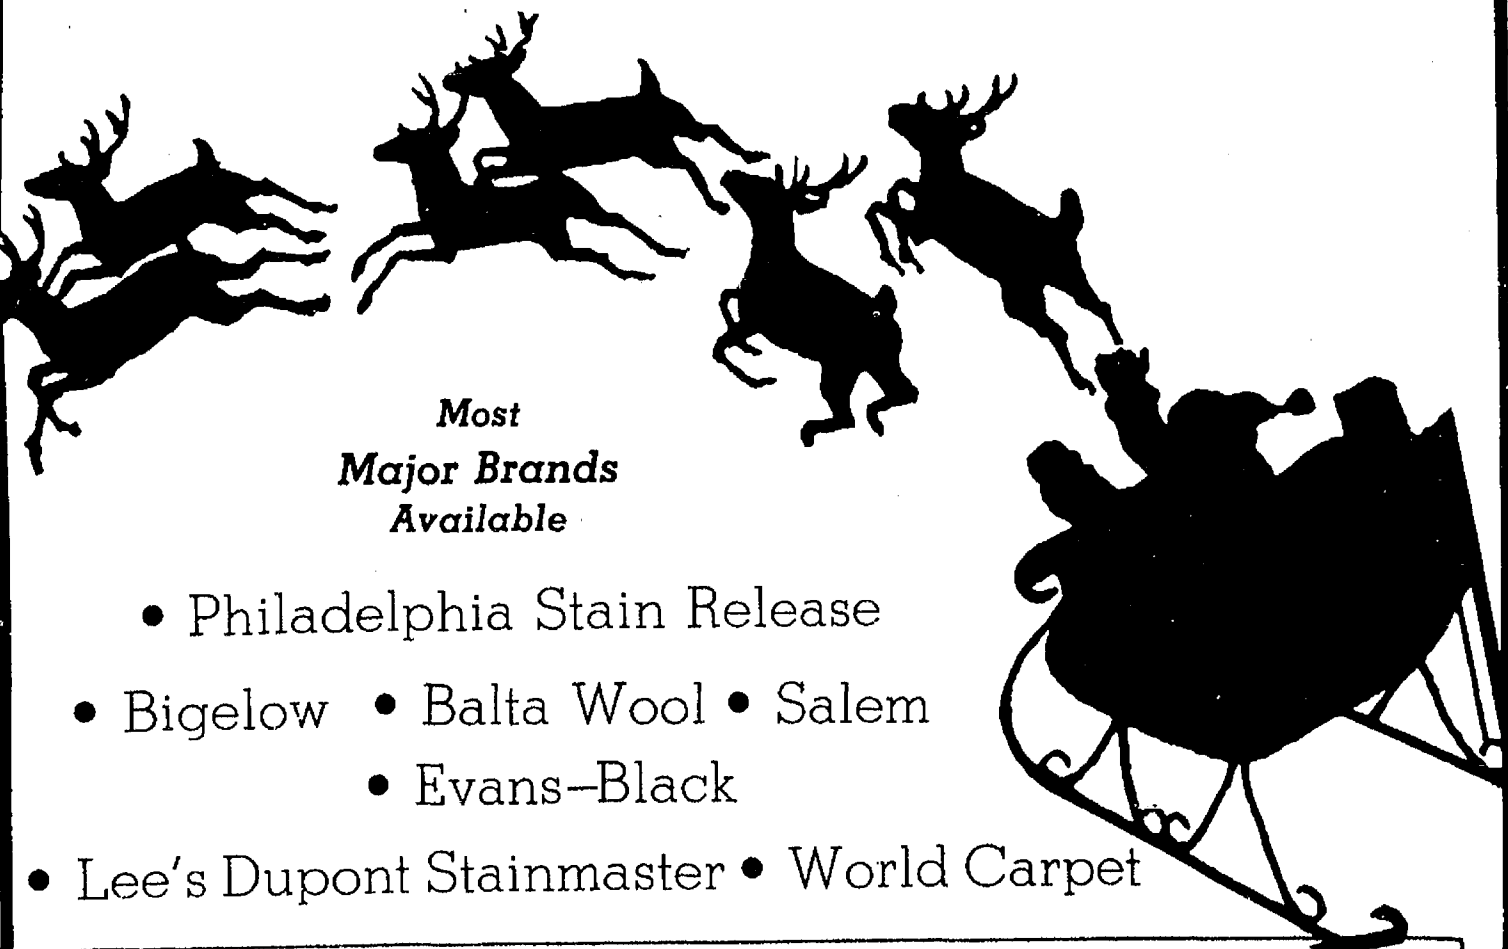 Most
Major Brands
Available
• Philadelphia Stain Release
• Bigelow • Balta Wool • Salem
• Evans–Black
• Lee's Dupont Stainmaster • World Carpet